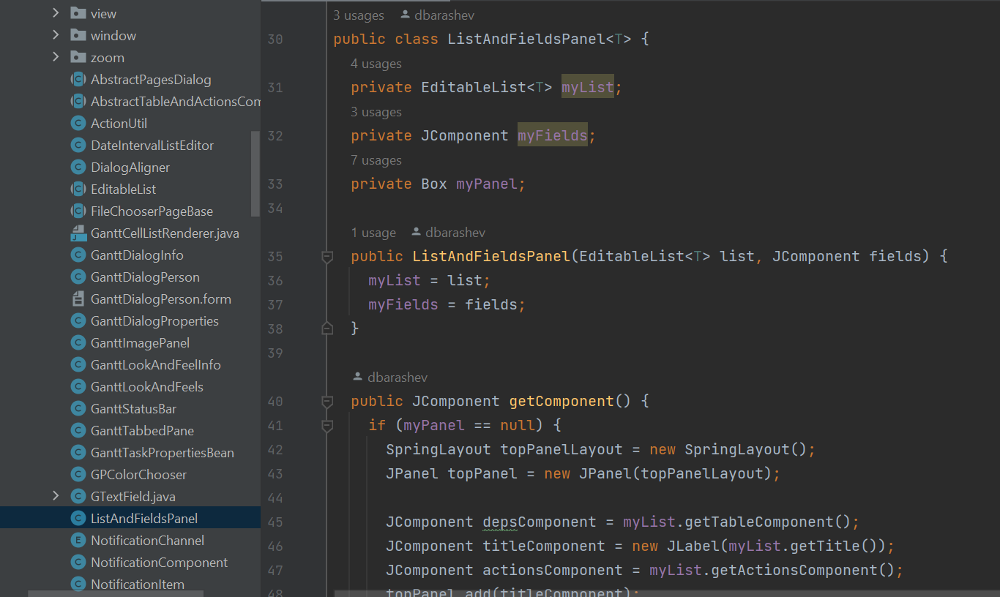 view
window
zoom
AbstractPagesDialog
AbstractTableAndActionsCom
ActionUtil
DateIntervalListEditor
DialogAligner
EditableList
FileChooserPageBase
GanttCellListRenderer.java
GanttDialogInfo
GanttDialogPerson
GanttDialogPerson.form
GanttDialogProperties
GanttImagePanel
GanttLookAndFeelInfo
GanttLookAndFeels
GanttStatusBar
GanttTabbedPane
GanttTaskPropertiesBean
GPColorChooser
GTextField.java
ListAndFieldsPanel
NotificationChannel
NotificationComponent
NotificationItem
3 usages dbarashev
30 public class ListAndFieldsPanel<T> {
4 usages
31 private EditableList<T> myList;
3 usages
32 private JComponent myFields;
7 usages
33 private Box myPanel;
34
1 usage dbarashev
35 public ListAndFieldsPanel(EditableList<T> list, JComponent fields) {
36 myList = list;
37 myFields = fields;
38 }
39
dbarashev
40 public JComponent getComponent() {
41 if (myPanel == null) {
42 SpringLayout topPanelLayout = new SpringLayout();
43 JPanel topPanel = new JPanel(topPanelLayout);
44
45 JComponent depsComponent = myList.getTableComponent();
46 JComponent titleComponent = new JLabel(myList.getTitle());
47 JComponent actionsComponent = myList.getActionsComponent();
48 topPanel.add(titleComponent);